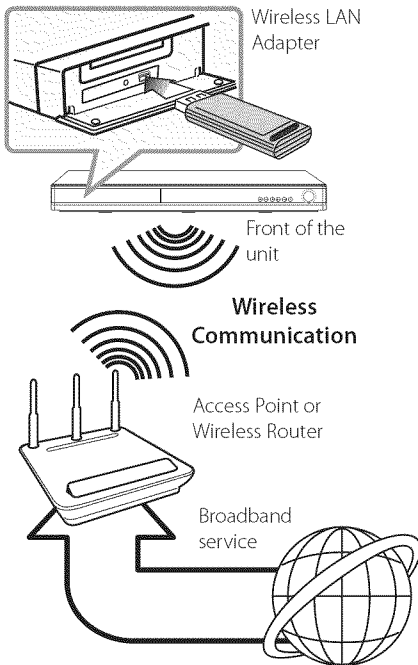 Wireless LAN
Adapter
Front of the
unit
Wireless
Communication
Access Point or
Wireless Router
Broadband
service